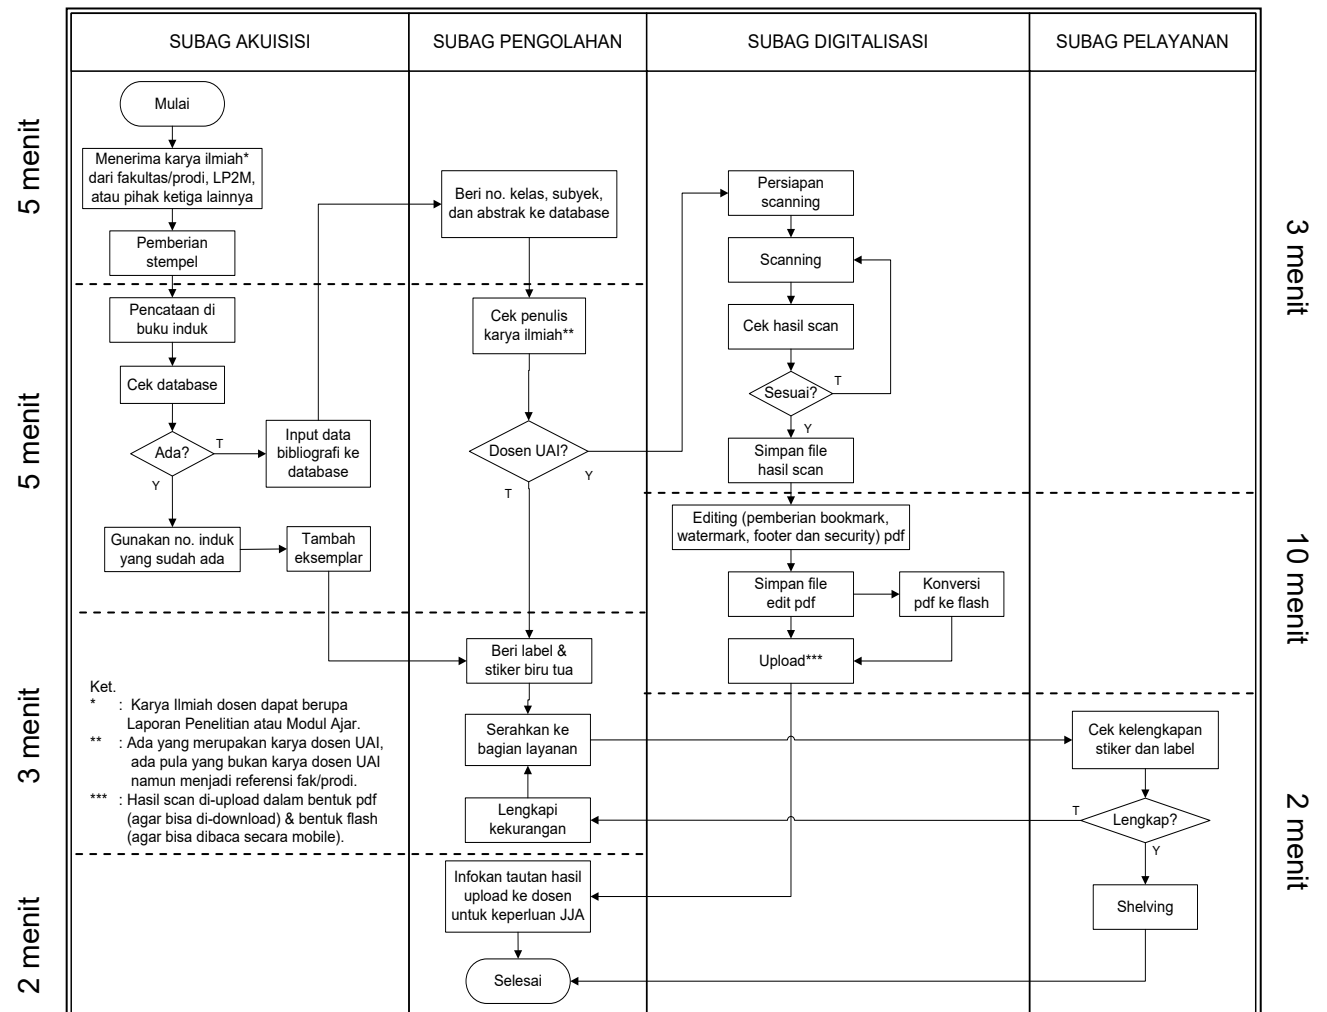 SUBAG AKUISISI
SUBAG PENGOLAHAN
SUBAG DIGITALISASI
SUBAG PELAYANAN
5 menit
5 menit
3 menit
2 menit
Mulai
Menerima karya ilmiah*
dari fakultas/prodi, LP2M,
atau pihak ketiga lainnya
Pemberian
stempel
Pencataan di
buku induk
Cek database
Ada?
T
Y
Input data
bibliografi ke
database
Gunakan no. induk
yang sudah ada
Tambah
eksemplar
Ket.
* : Karya Ilmiah dosen dapat berupa
Laporan Penelitian atau Modul Ajar.
** : Ada yang merupakan karya dosen UAI,
ada pula yang bukan karya dosen UAI
namun menjadi referensi fak/prodi.
*** : Hasil scan di-upload dalam bentuk pdf
(agar bisa di-download) & bentuk flash
(agar bisa dibaca secara mobile).
Beri no. kelas, subyek,
dan abstrak ke database
Cek penulis
karya ilmiah**
Dosen UAI?
Y
T
Beri label &
stiker biru tua
Serahkan ke
bagian layanan
Lengkapi
kekurangan
Infokan tautan hasil
upload ke dosen
untuk keperluan JJA
Selesai
Persiapan
scanning
Scanning
Cek hasil scan
Sesuai?
T
Y
Simpan file
hasil scan
Editing (pemberian bookmark,
watermark, footer dan security) pdf
Simpan file
edit pdf
Konversi
pdf ke flash
Upload***
Cek kelengkapan
stiker dan label
Lengkap?
T
Y
Shelving
3 menit
10 menit
2 menit